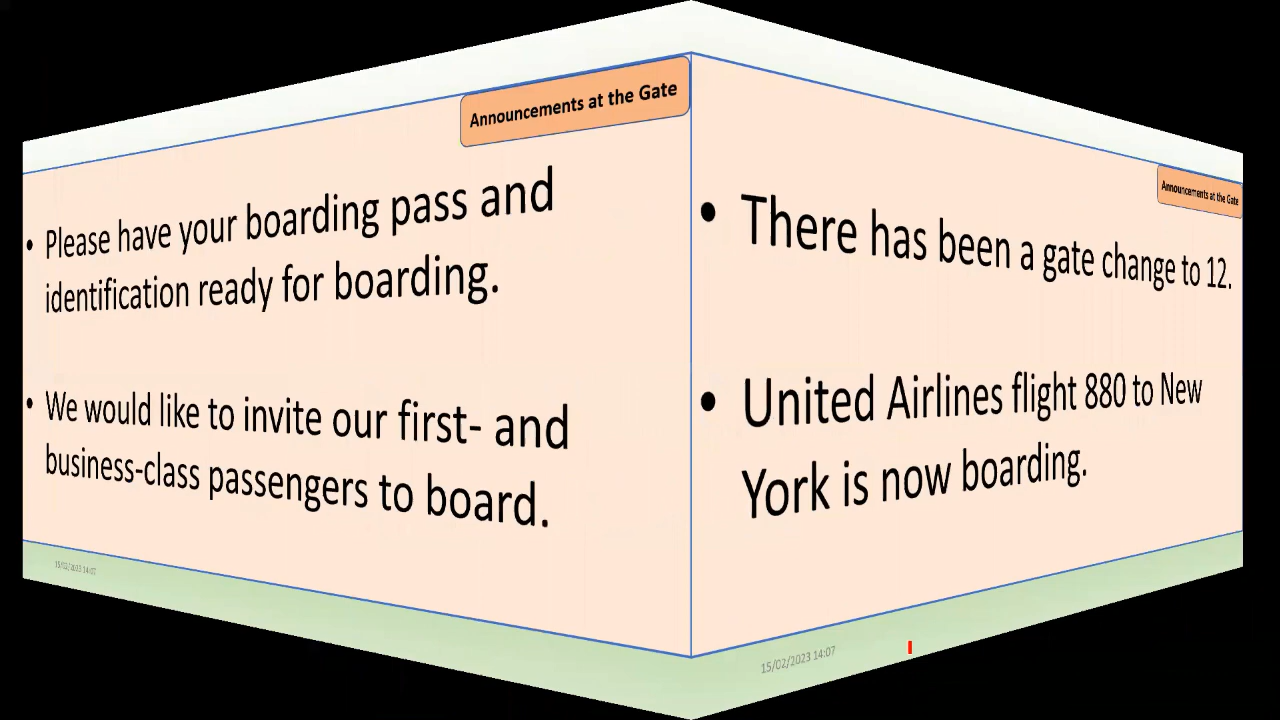 Announcements at the Gate
• Please have your boarding pass and
identification ready for boarding.
• We would like to invite our first- and
business-class passengers to board.
15/02/2023 14:07
Announcements at the Gate
• There has been a gate change to 12.
• United Airlines flight 880 to New
York is now boarding.
15/02/2023 14:07